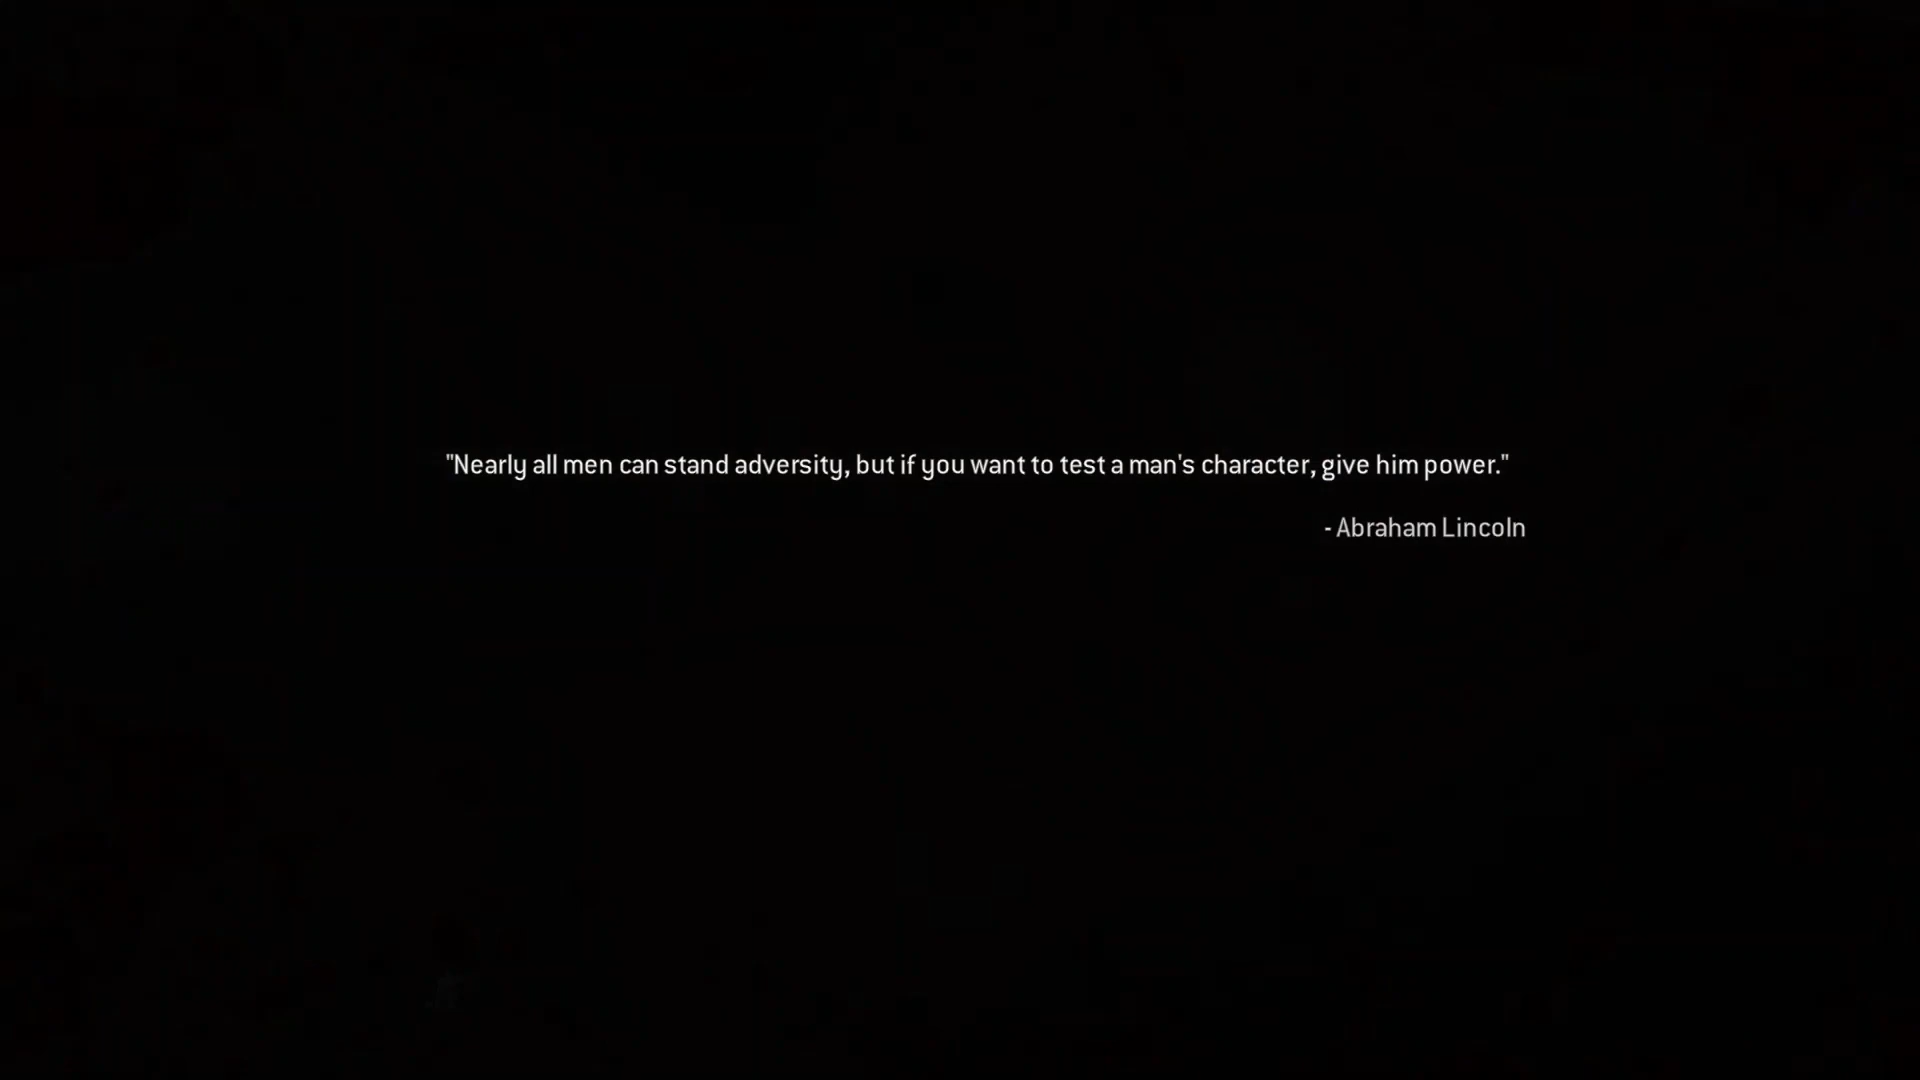 "Nearly all men can stand adversity, but if you want to test a man's character, give him power."
- Abraham Lincoln